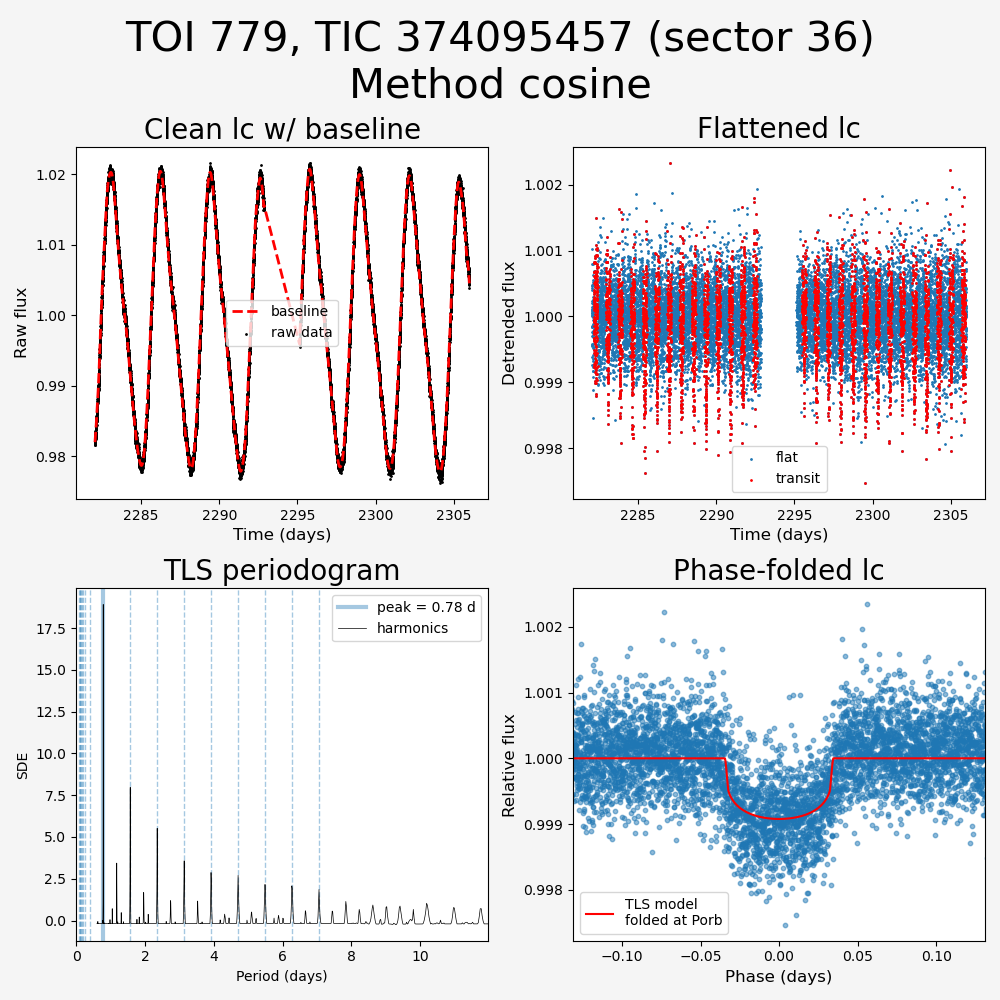 TOI 779, TIC 374095457 (sector 36)
Method cosine
Clean lc w/ baseline
Raw flux
1.02
1.01
1.00
0.99
0.98
baseline
raw data
2285
2290
2295
2300
2305
Time (days)
Flattened lc
Detrended flux
1.002
1.001
1.000
0.999
0.998
flat
transit
2285
2290
2295
2300
2305
Time (days)
TLS periodogram
SDE
17.5
15.0
12.5
10.0
7.5
5.0
2.5
0.0
peak = 0.78 d
harmonics
0
2
4
6
8
10
Period (days)
Phase-folded lc
Relative flux
1.002
1.001
1.000
0.999
0.998
TLS model
folded at Porb
−0.10
−0.05
0.00
0.05
0.10
Phase (days)